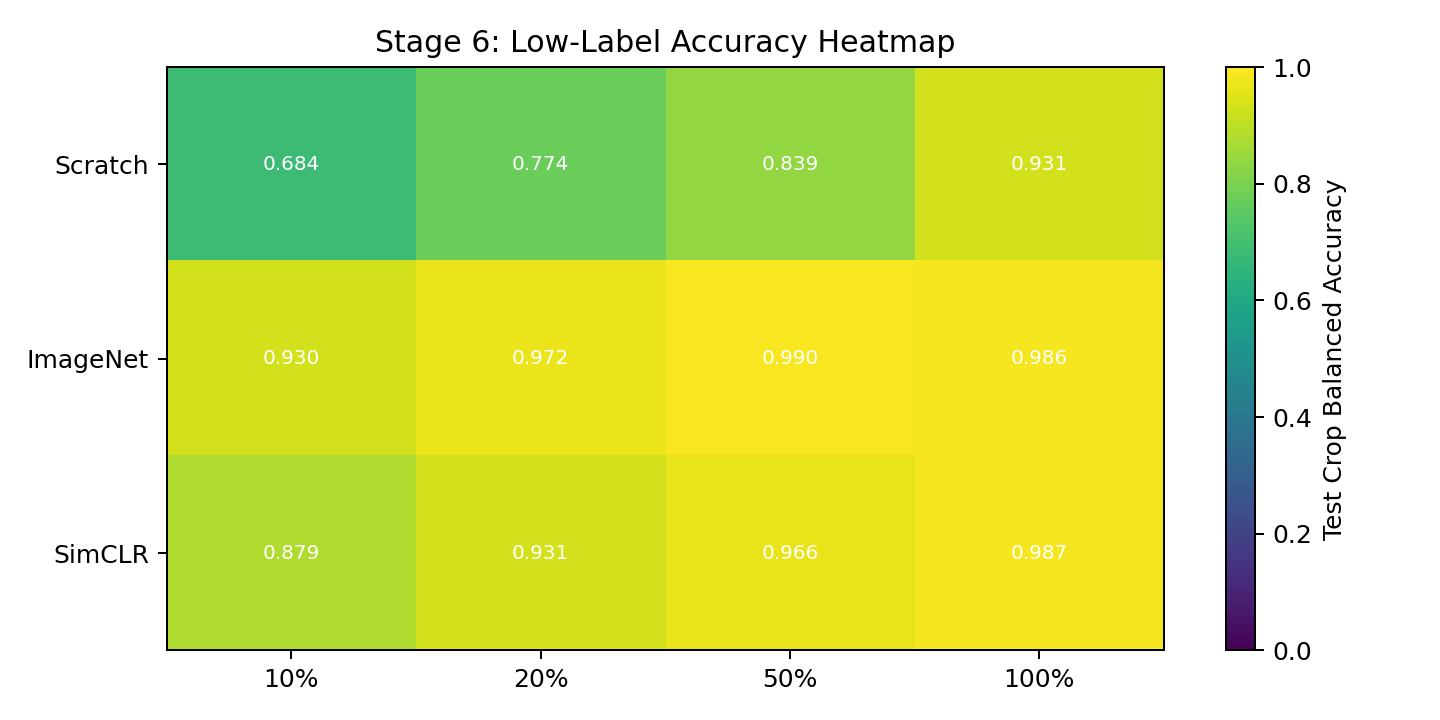 Stage 6: Low-Label Accuracy Heatmap
Scratch 0.684 0.774 0.839 0.931
ImageNet 0.930 0.972 0.990 0.986
SimCLR 0.879 0.931 0.966 0.987
10% 20% 50% 100%
1.0
0.8
0.6
0.4
0.2
0.0
Test Crop Balanced Accuracy